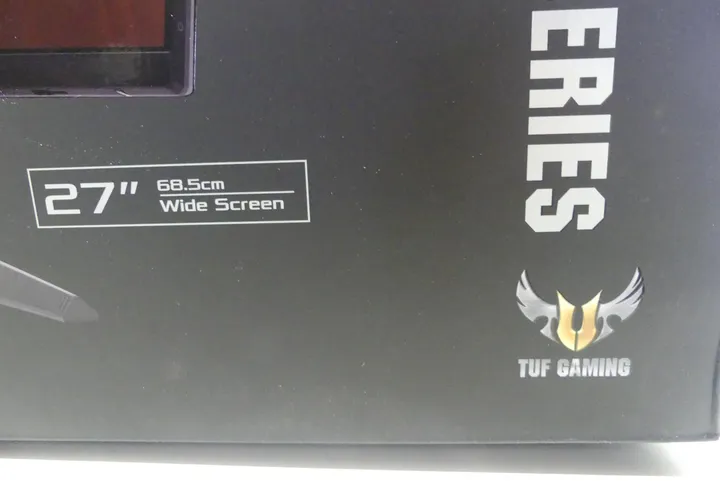 27" 68.5cm
Wide Screen
ERIES
TUF GAMING